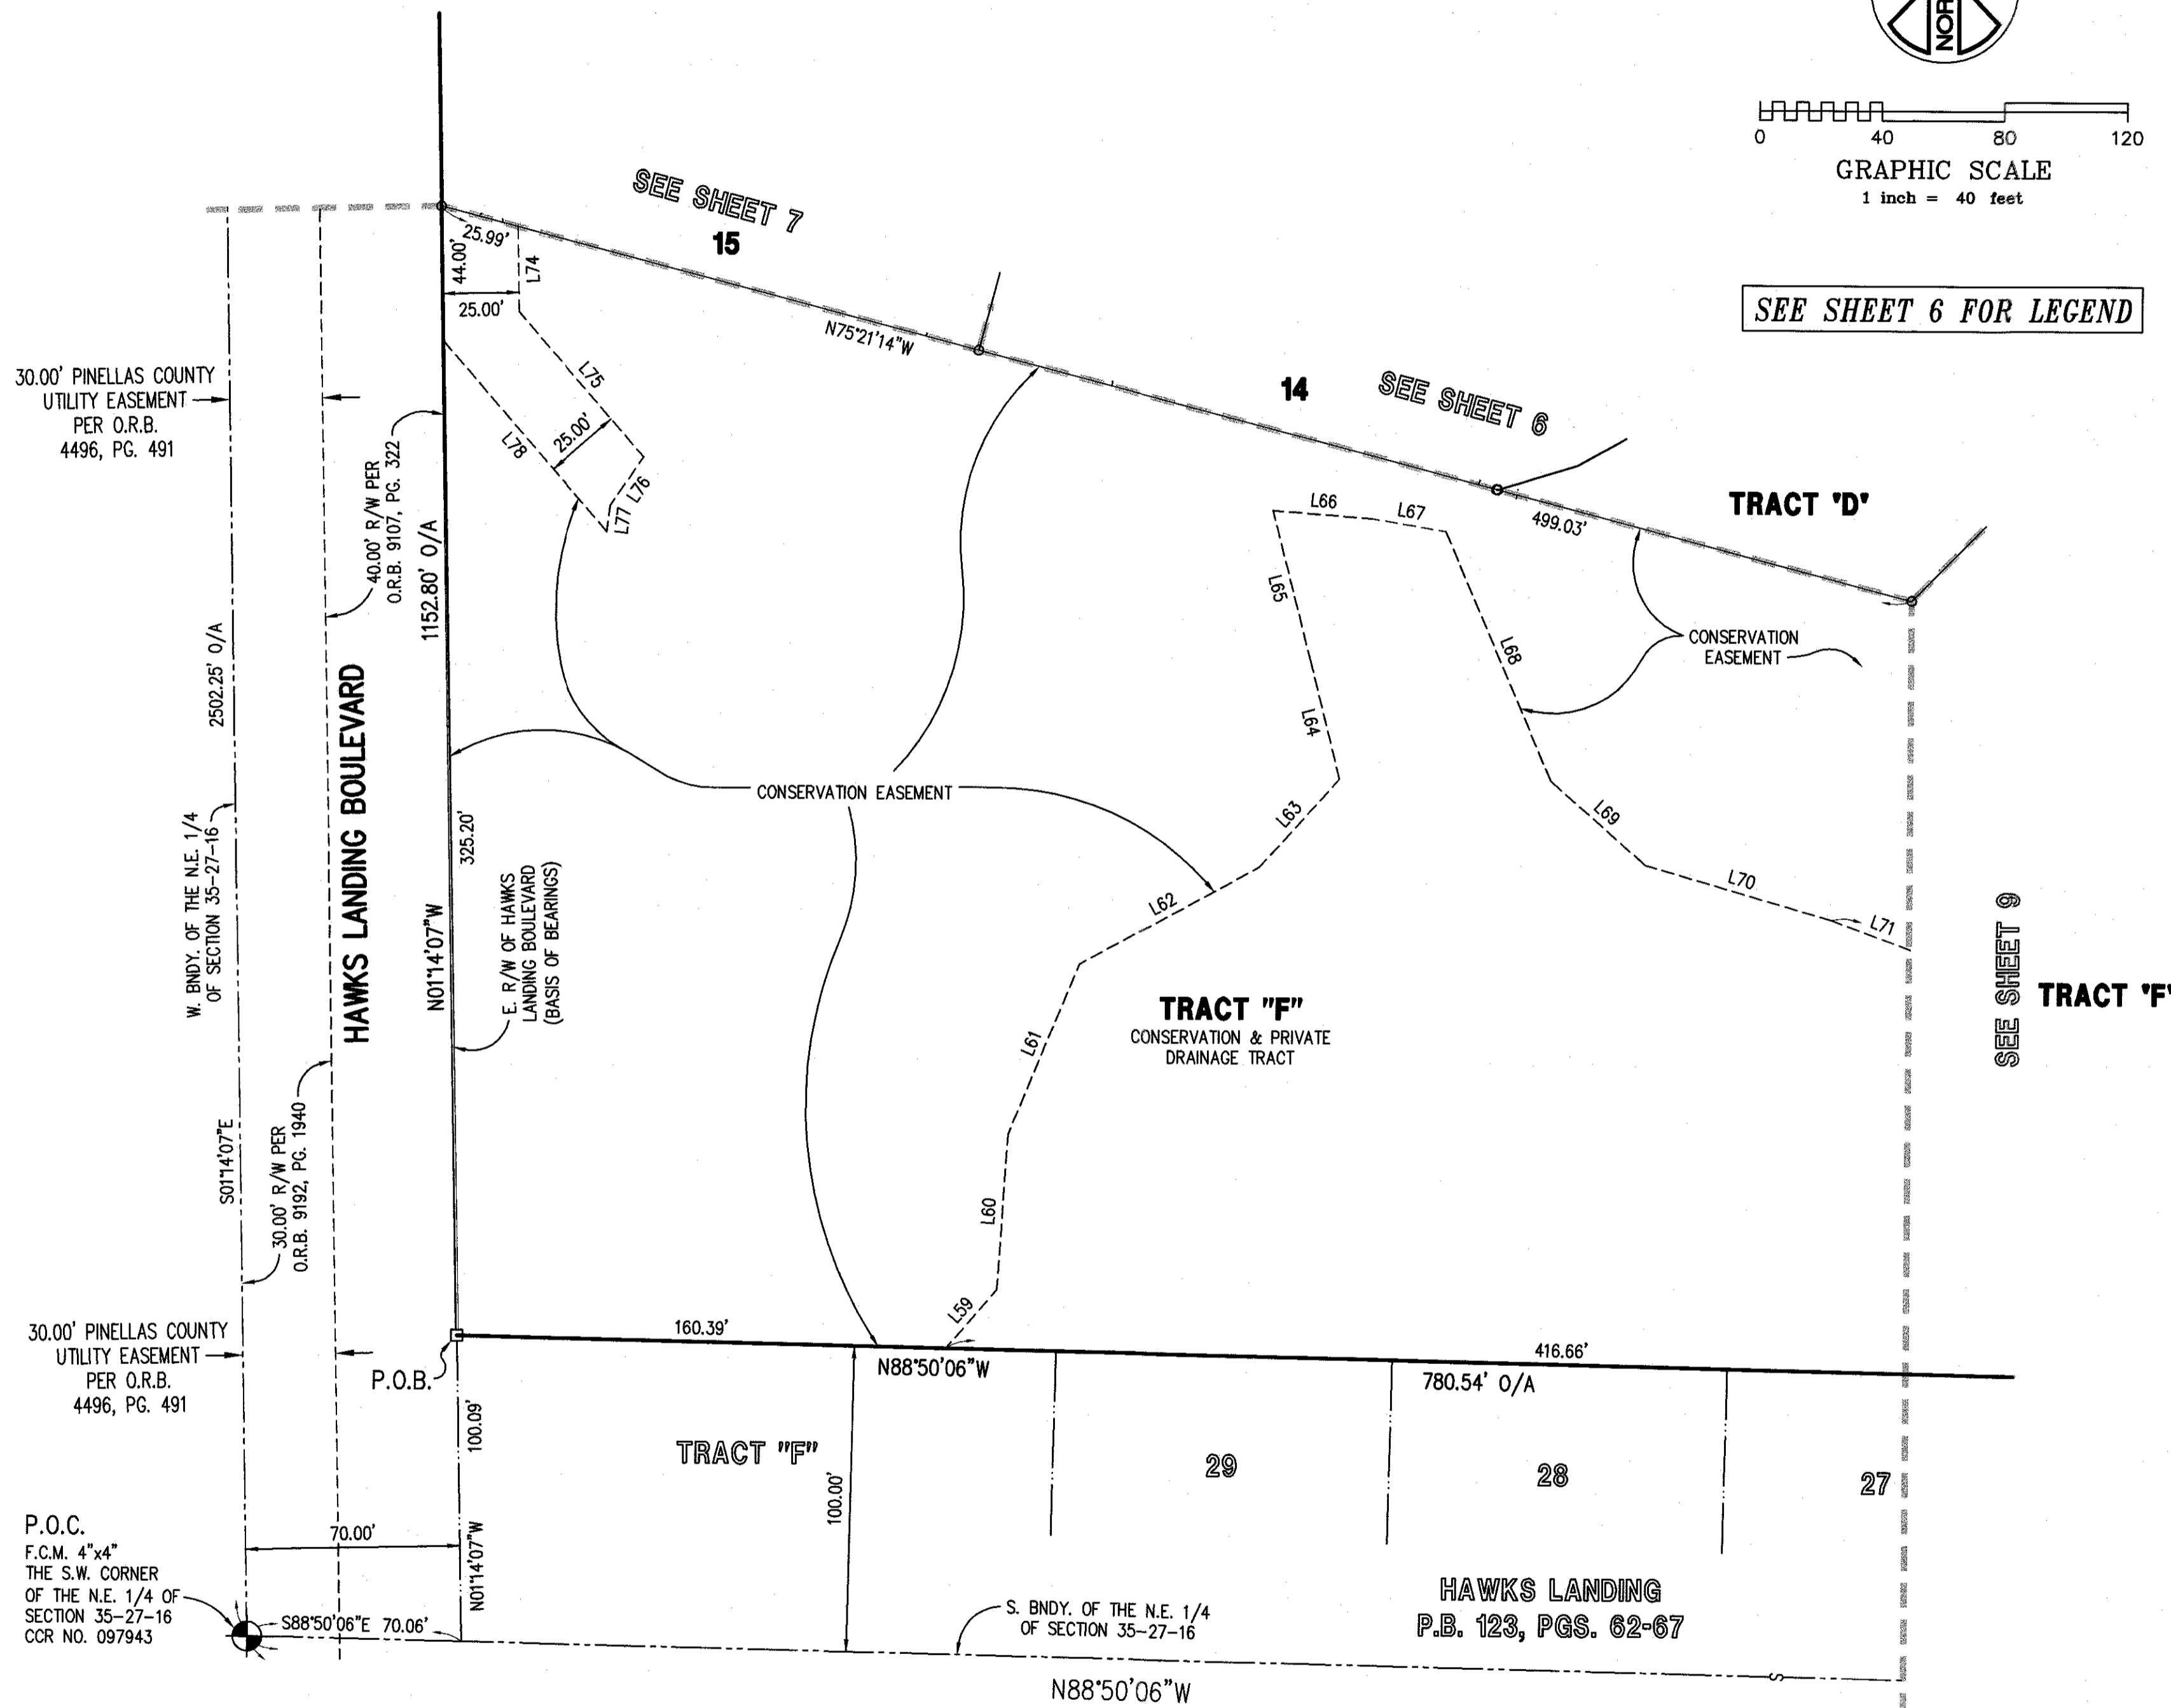 NOR
0 40 80 120
GRAPHIC SCALE
1 inch = 40 feet
SEE SHEET 6 FOR LEGEND
SEE SHEET 7
15
25.99'
44.00'
L74
25.00'
N75°21'14"W
L75
L78
25.00'
L76
L77
14
SEE SHEET 6
TRACT 'D'
499.03'
L66
L67
L65
L68
L64
CONSERVATION
EASEMENT
30.00' PINELLAS COUNTY
UTILITY EASEMENT
PER O.R.B.
4496, PG. 491
40.00' R/W PER
O.R.B. 9107, PG. 322
1152.80' O/A
2502.25' O/A
HAWKS LANDING BOULEVARD
W. BNDY. OF THE N.E. 1/4
OF SECTION 35-27-16
CONSERVATION EASEMENT
325.20'
N01°14'07"W
E. R/W OF HAWKS
LANDING BOULEVARD
(BASIS OF BEARINGS)
L63
L62
L69
L70
L71
SEE SHEET 9
TRACT 'F'
TRACT "F"
CONSERVATION & PRIVATE
DRAINAGE TRACT
L61
L60
L59
S01°14'07"E
30.00' R/W PER
O.R.B. 9192, PG. 1940
30.00' PINELLAS COUNTY
UTILITY EASEMENT
PER O.R.B.
4496, PG. 491
P.O.B.
160.39'
N88°50'06"W
416.66'
780.54' O/A
100.09'
TRACT "F"
100.00'
29
28
27
N01°14'07"W
70.00'
P.O.C.
F.C.M. 4"x4"
THE S.W. CORNER
OF THE N.E. 1/4 OF
SECTION 35-27-16
CCR NO. 097943
S88°50'06"E 70.06'
S. BNDY. OF THE N.E. 1/4
OF SECTION 35-27-16
HAWKS LANDING
P.B. 123, PGS. 62-67
N88°50'06"W